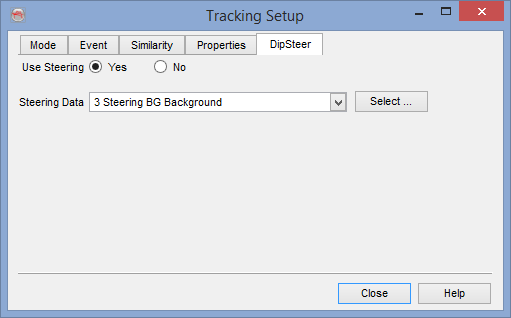 Tracking Setup
Mode Event Similarity Properties DipSteer
Use Steering Yes No
Steering Data 3 Steering BG Background Select ...
Close Help